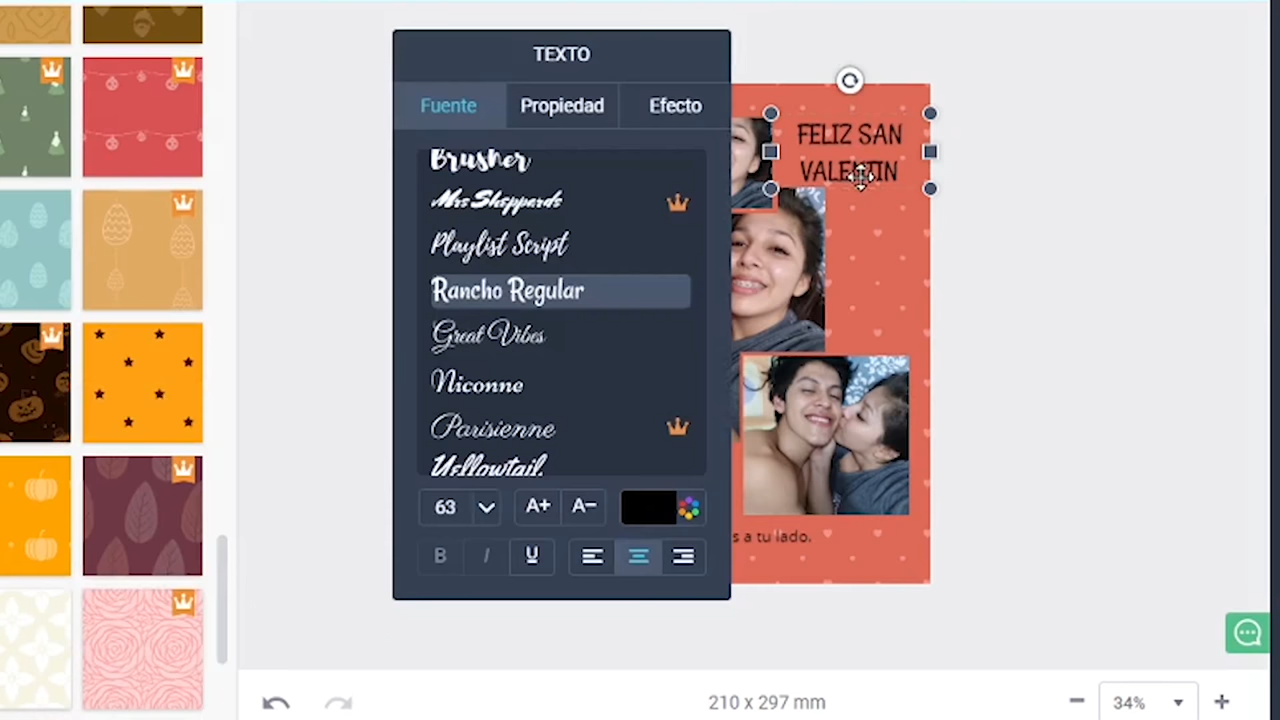 TEXTO
Fuente Propiedad Efecto
Brusher
Mrs Sheppards
Playlist Script
Rancho Regular
Great Vibes
Niconne
Parisienne
Yellowtail
63 A+ A-
B I U
FELIZ SAN
VALENTIN
s a tu lado.
210 x 297 mm
34%